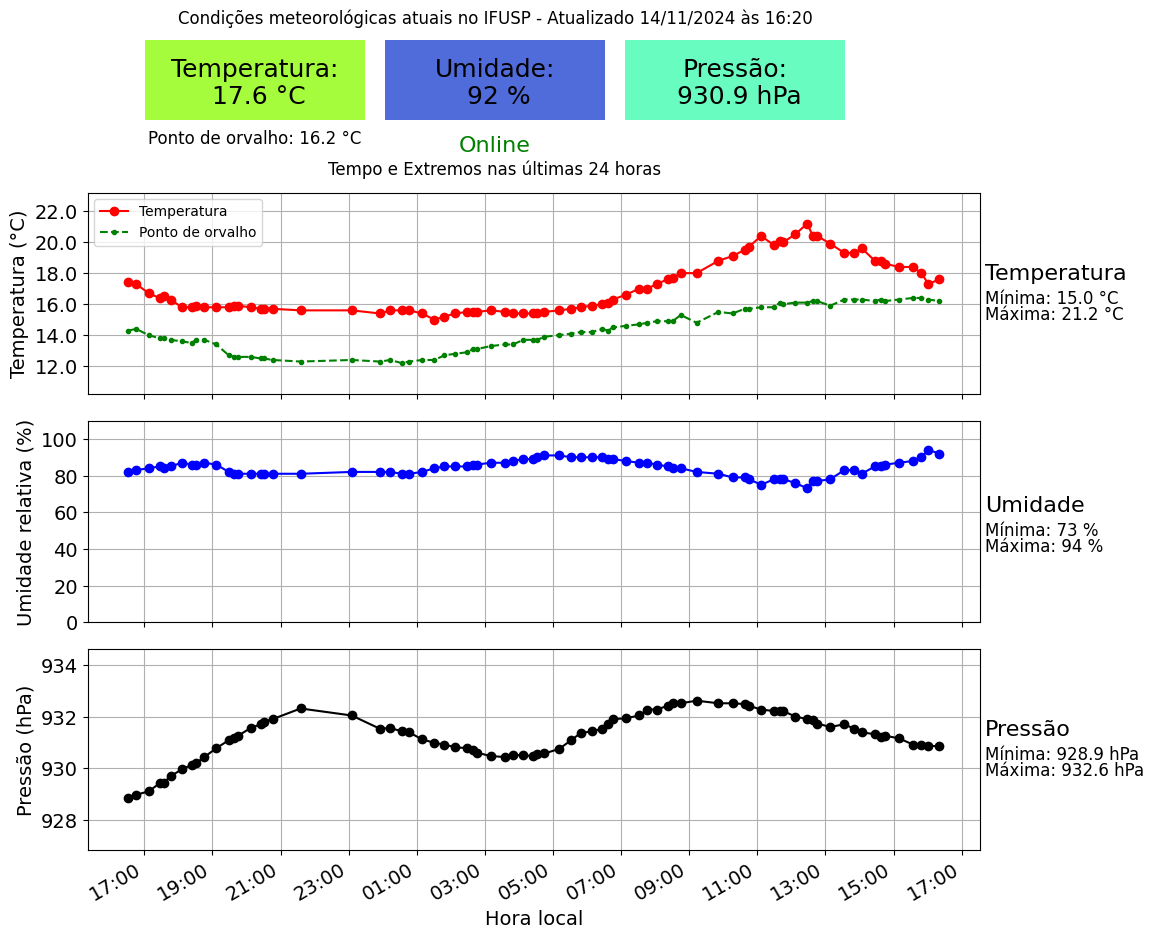 Condições meteorológicas atuais no IFUSP - Atualizado 14/11/2024 às 16:20
Temperatura:
17.6 °C
Umidade:
92 %
Pressão:
930.9 hPa
Ponto de orvalho: 16.2 °C
Online
Tempo e Extremos nas últimas 24 horas
Temperatura (°C)
22.0
20.0
18.0
16.0
14.0
12.0
Temperatura
Ponto de orvalho
Temperatura
Mínima: 15.0 °C
Máxima: 21.2 °C
Umidade relativa (%)
100
80
60
40
20
0
Umidade
Mínima: 73 %
Máxima: 94 %
Pressão (hPa)
934
932
930
928
Pressão
Mínima: 928.9 hPa
Máxima: 932.6 hPa
17:00
19:00
21:00
23:00
01:00
03:00
05:00
07:00
09:00
11:00
13:00
15:00
17:00
Hora local